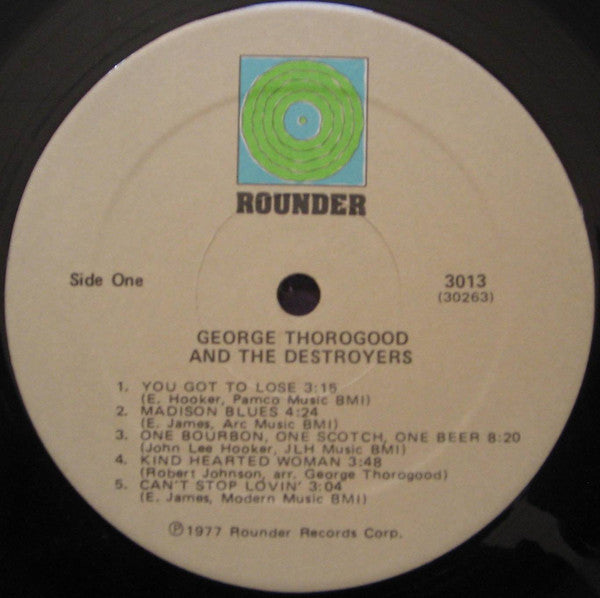 ROUNDER
Side One
3013
(30263)
GEORGE THOROGOOD
AND THE DESTROYERS
1. YOU GOT TO LOSE 3:15
(E. Hooker, Pamco Music BMI)
2. MADISON BLUES 4:24
(E. James, Arc Music BMI)
3. ONE BOURBON, ONE SCOTCH, ONE BEER 8:20
(John Lee Hooker, JLH Music BMI)
4. KIND HEARTED WOMAN 3:48
(Robert Johnson, arr. George Thorogood)
5. CAN'T STOP LOVIN' 3:04
(E. James, Modern Music BMI)
℗1977 Rounder Records Corp.